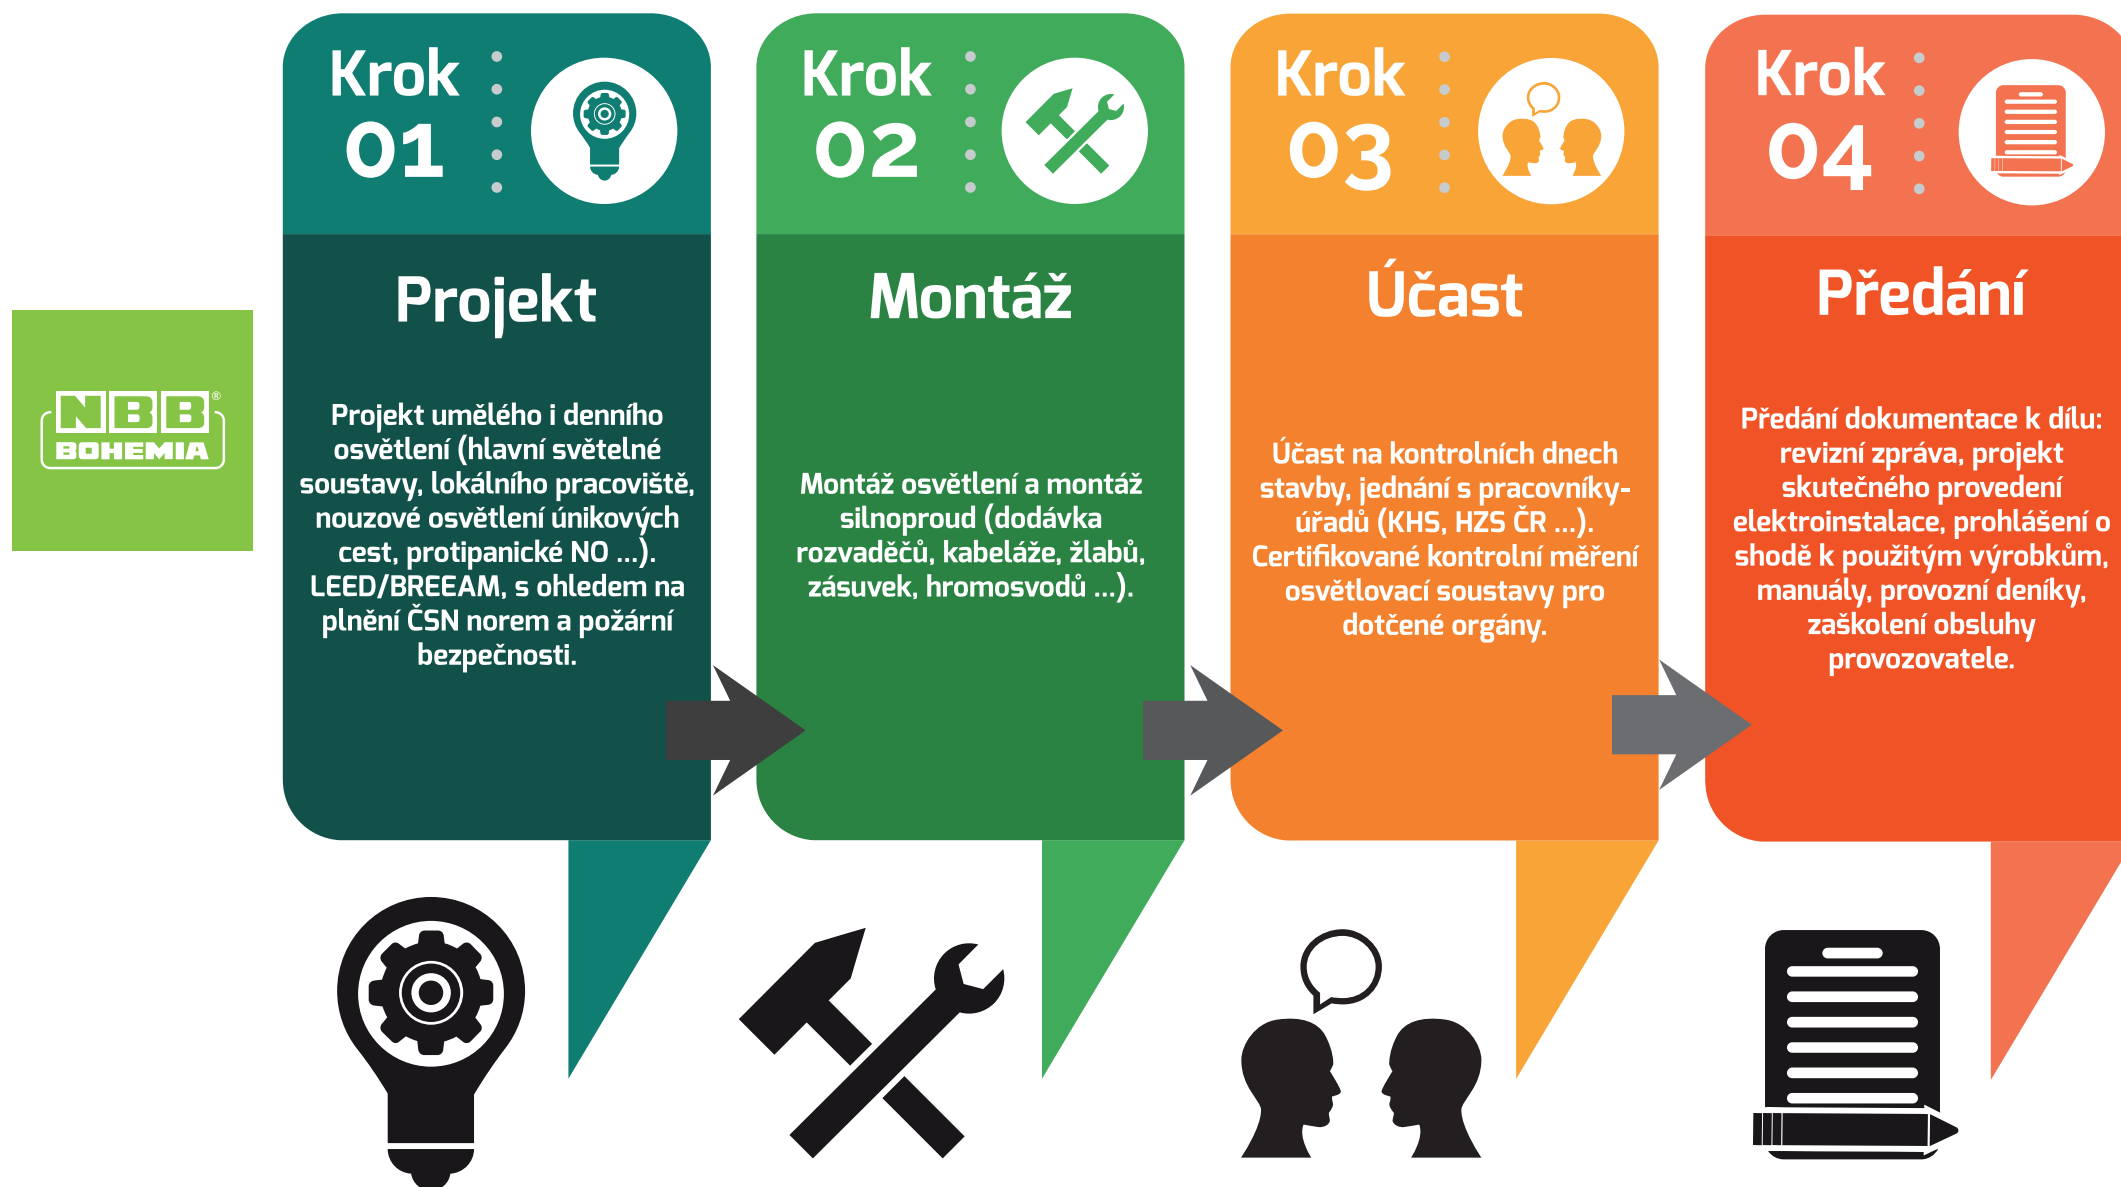 NBB®
BOHEMIA
Krok
01
Projekt
Projekt umělého i denního
osvětlení (hlavní světelné
soustavy, lokálního pracoviště,
nouzové osvětlení únikových
cest, protipanické NO ...).
LEED/BREEAM, s ohledem na
plnění ČSN norem a požární
bezpečnosti.
Krok
02
Montáž
Montáž osvětlení a montáž
silnoproud (dodávka
rozvaděčů, kabeláže, žlabů,
zásuvek, hromosvodů ...).
Krok
03
Účast
Účast na kontrolních dnech
stavby, jednání s pracovníky-
úřadů (KHS, HZS ČR ...).
Certifikované kontrolní měření
osvětlovací soustavy pro
dotčené orgány.
Krok
04
Předání
Předání dokumentace k dílu:
revizní zpráva, projekt
skutečného provedení
elektroinstalace, prohlášení o
shodě k použitým výrobkům,
manuály, provozní deníky,
zaškolení obsluhy
provozovatele.